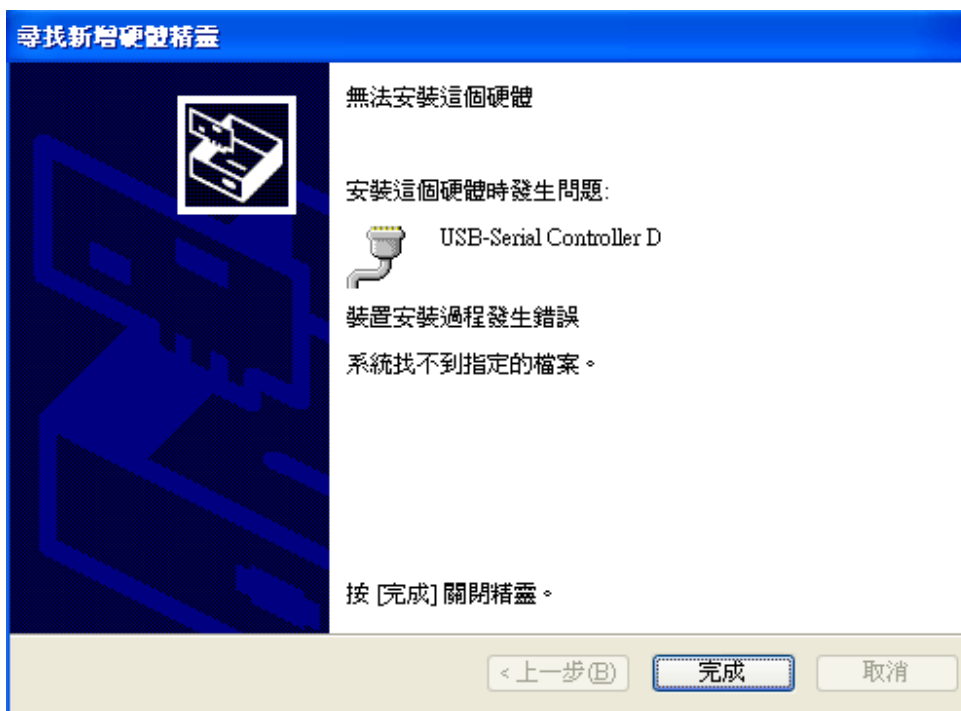 尋找新增硬體精靈
無法安裝這個硬體
安裝這個硬體時發生問題:
USB-Serial Controller D
裝置安裝過程發生錯誤
系統找不到指定的檔案。
按 [完成] 關閉精靈。
<上一步(B)
完成
取消